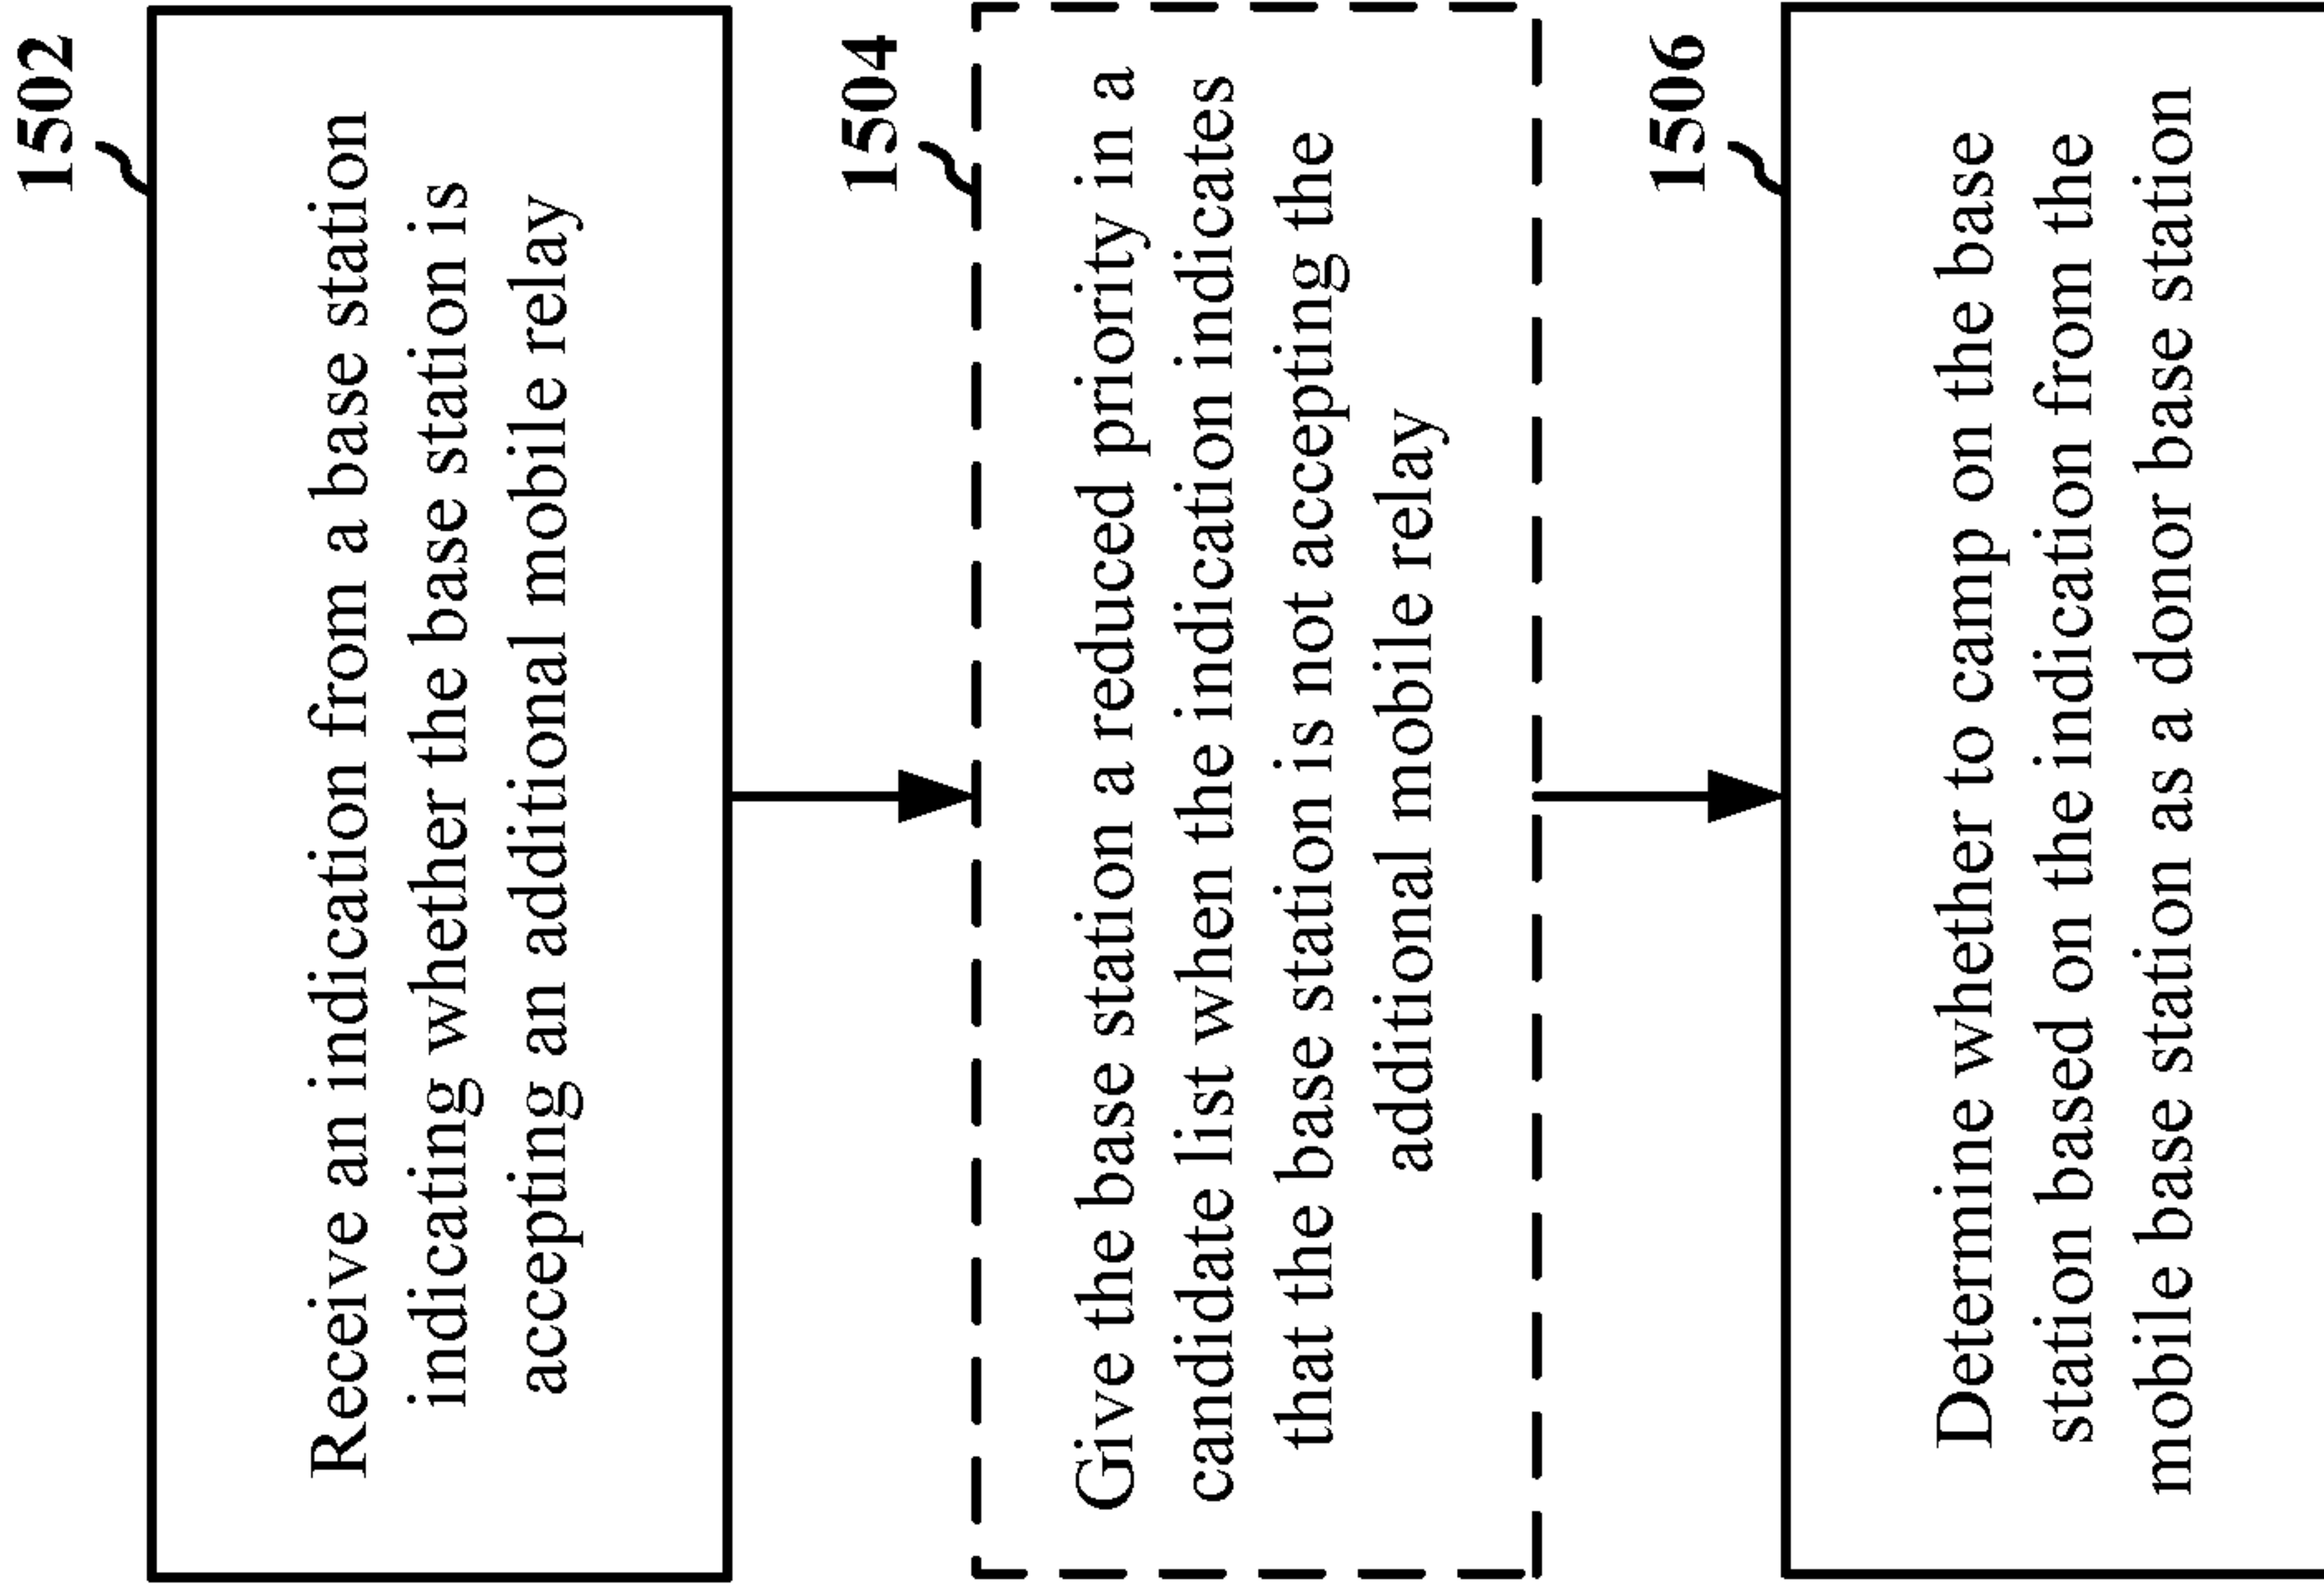 1502
Receive an indication from a base station
indicating whether the base station is
accepting an additional mobile relay
1504
Give the base station a reduced priority in a
candidate list when the indication indicates
that the base station is not accepting the
additional mobile relay
1506
Determine whether to camp on the base
station based on the indication from the
mobile base station as a donor base station